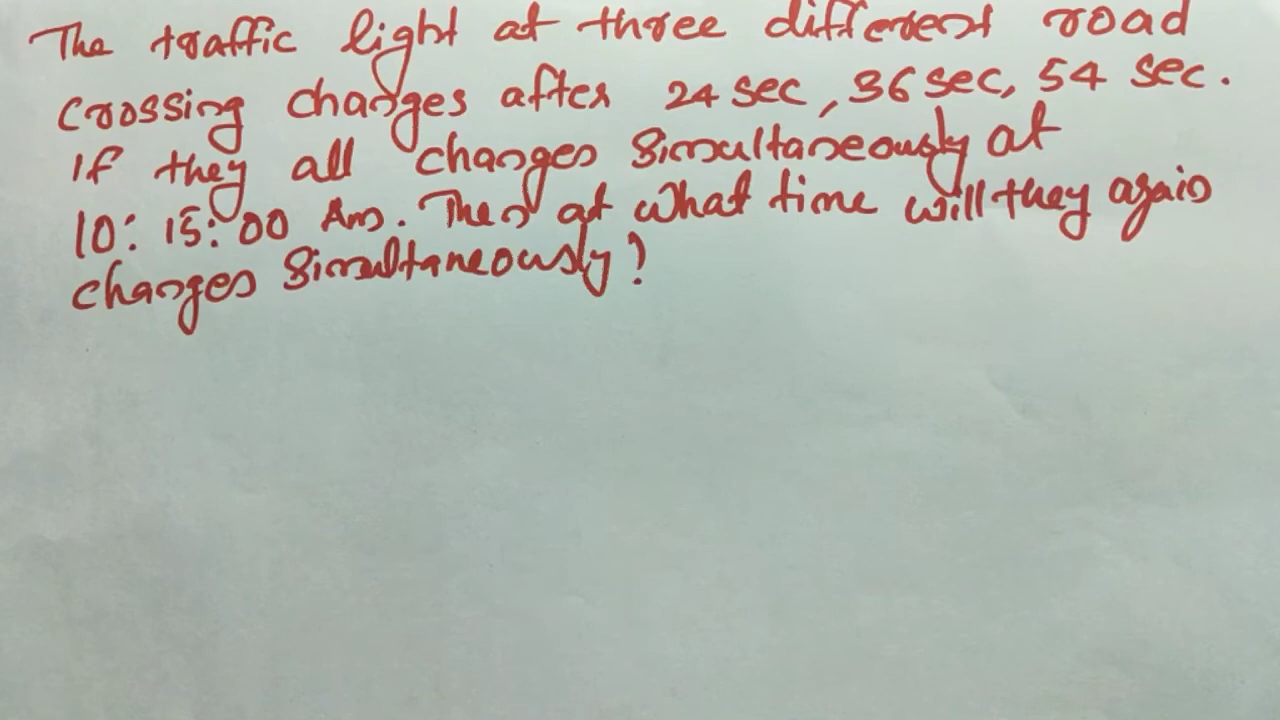 The traffic light at three different road
crossing changes after 24 sec, 36 sec, 54 sec.
If they all changes simultaneously at
10: 15: 00 Am. Then at what time will they again
changes simultaneously?